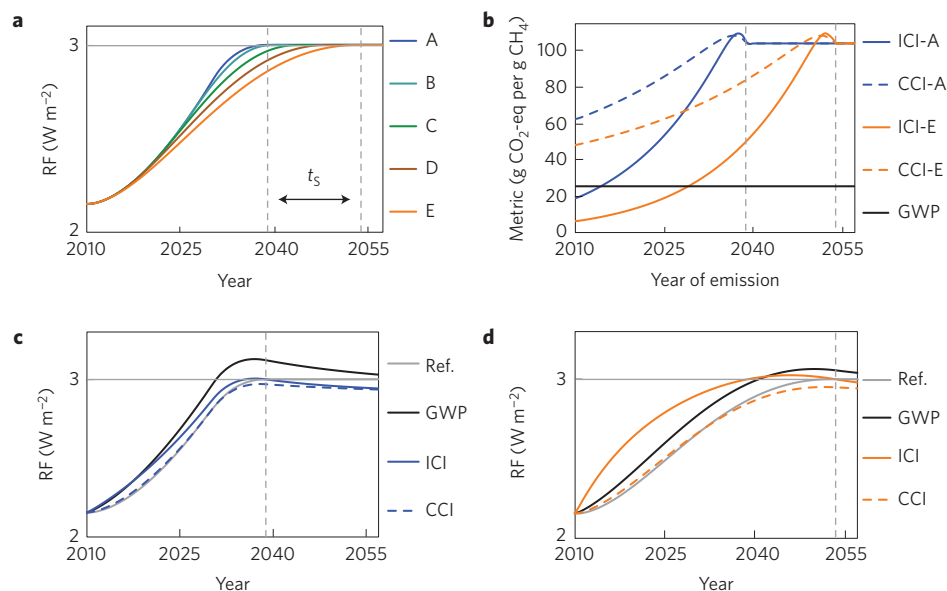 a
3
2
RF (W m⁻²)
2010 2025 2040 2055
Year
tS
A
B
C
D
E
b
100
80
60
40
20
0
Metric (g CO₂-eq per g CH₄)
2010 2025 2040 2055
Year of emission
ICI-A
CCI-A
ICI-E
CCI-E
GWP
c
3
2
RF (W m⁻²)
2010 2025 2040 2055
Year
Ref.
GWP
ICI
CCI
d
3
2
RF (W m⁻²)
2010 2025 2040 2055
Year
Ref.
GWP
ICI
CCI